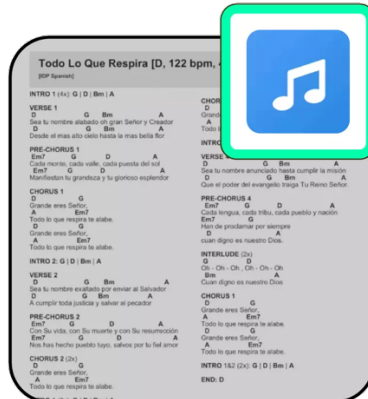 Todo Lo Que Respira [D, 122 bpm,
[IDP Spanish]
INTRO 1 (4x): G | D | Bm | A
VERSE 1
D G Bm A
Sea tu nombre alabado oh gran Señor y Creador
D G Bm A
Desde el mas alto cielo hasta la mas bella flor
PRE-CHORUS 1
Em7 G D A
Cada monte, cada valle, cada puesta del sol
Em7 G D A
Manifiestan tu grandeza y tu glorioso esplendor
CHORUS 1
D G
Grande eres Señor,
A Em7
Todo lo que respira te alabe.
D G
Grande eres Señor,
A Em7
Todo lo que respira te alabe.
INTRO 2: G | D | Bm | A
VERSE 2
D G Bm A
Sea tu nombre exaltado por enviar al Salvador
D G Bm A
A cumplir toda justicia y salvar al pecador
PRE-CHORUS 2
Em7 G D A
Con Su vida, con Su muerte y con Su resurrección
Em7 G D A
Nos has hecho pueblo tuyo, salvos por tu fiel amor
CHORUS 2 (2x)
D G
Grande eres Señor,
A Em7
Todo lo que respira te alabe.
CHOR
D
Grand
A
Todo l
INTRO
VERSE
D G Bm A
Sea tu nombre anunciado hasta cumplir la misión
D G Bm A
Que el poder del evangelio traiga Tu Reino Señor.
PRE-CHORUS 4
Em7 G D A
Cada lengua, cada tribu, cada pueblo y nación
Em7 G
Han de proclamar por siempre
D A
cuan digno es nuestro Dios.
INTERLUDE (2x)
G D
Oh - Oh - Oh , Oh - Oh - Oh
Bm A
Cuan digno es nuestro Dios
CHORUS 1
D G
Grande eres Señor,
A Em7
Todo lo que respira te alabe.
D G
Grande eres Señor,
A Em7
Todo lo que respira te alabe.
INTRO 1&2 (2x): G | D | Bm | A
END: D